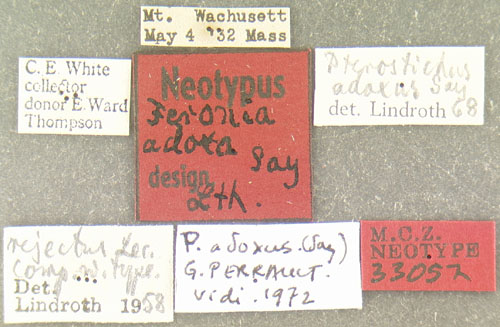 Mt. Wachusett
May 4 '32 Mass
C. E. White
collector
donor E. Ward
Thompson
Neotypus
Feronia
adoxa
Say
design.
Lth.
Pterostichus
adoxus Say
det. Lindroth 68
rejectus Lec.
Comp. w. type.
Det.
Lindroth 1958
P. adoxus (Say)
G. PERRAULT.
vidi. 1972
M.C.Z.
NEOTYPE
33052